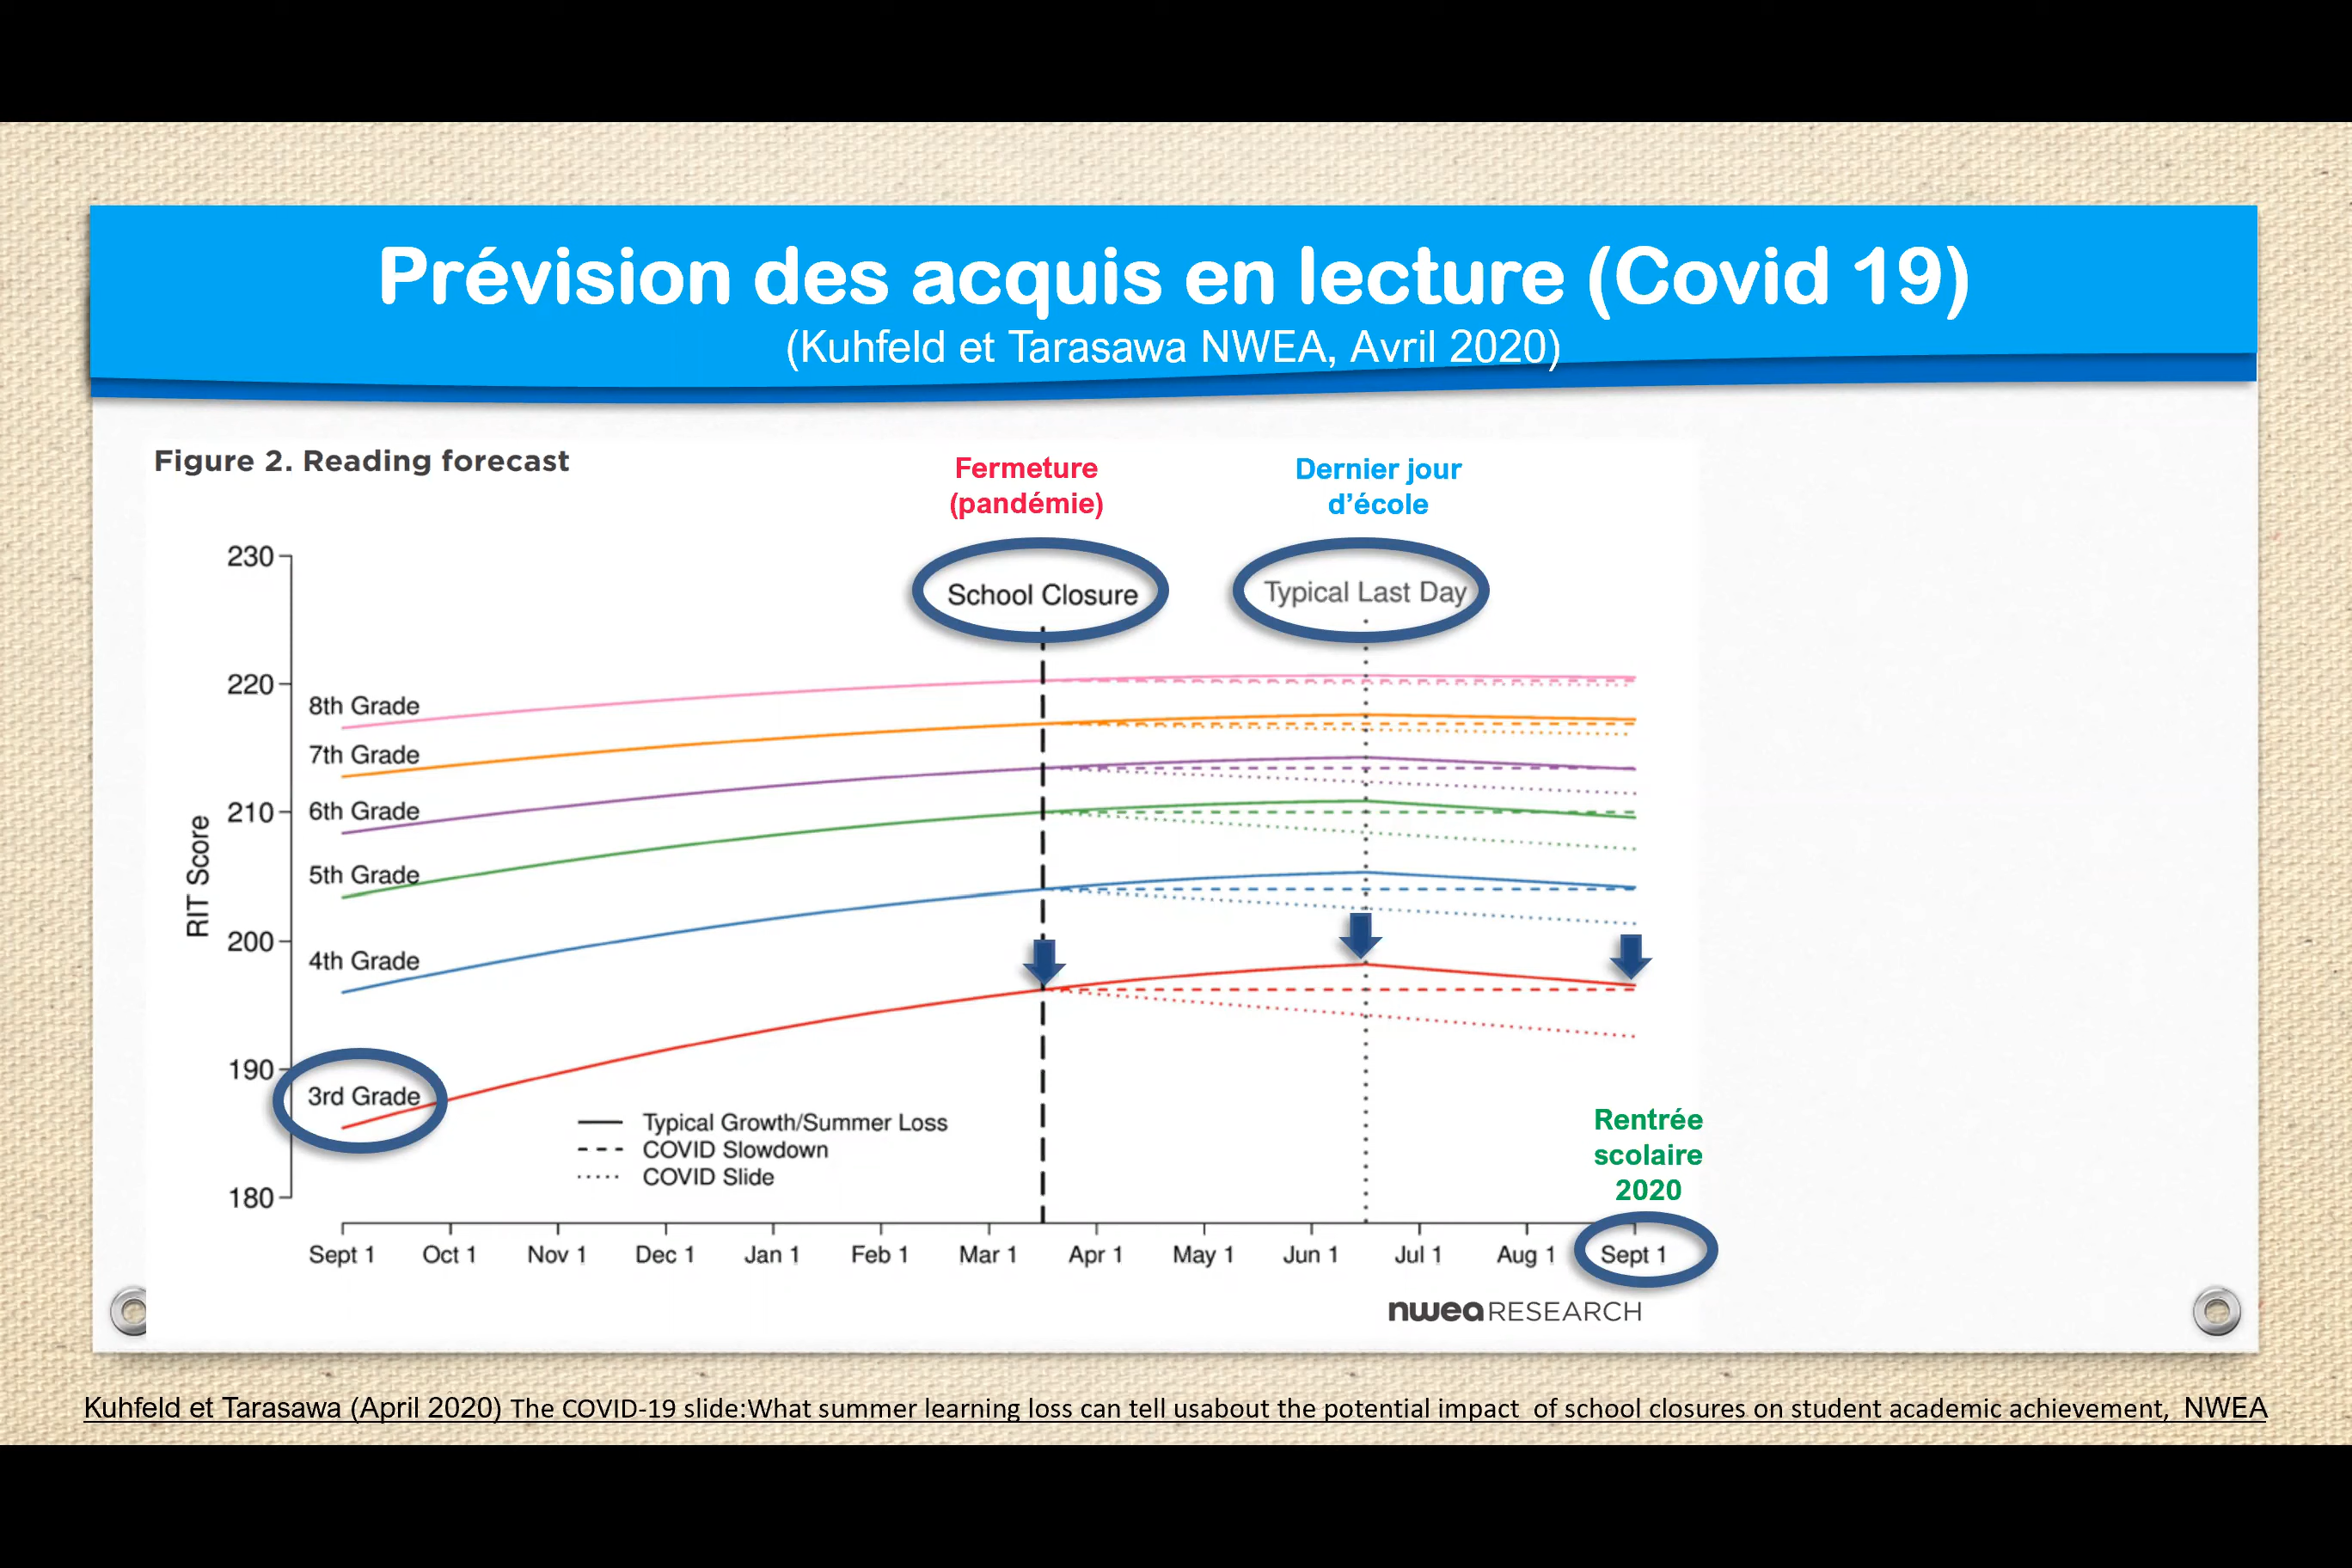 Prévision des acquis en lecture (Covid 19)
(Kuhfeld et Tarasawa NWEA, Avril 2020)
Figure 2. Reading forecast
Fermeture
(pandémie)
Dernier jour
d’école
School Closure
Typical Last Day
230
220
210
200
190
180
RIT Score
8th Grade
7th Grade
6th Grade
5th Grade
4th Grade
3rd Grade
Typical Growth/Summer Loss
COVID Slowdown
COVID Slide
Rentrée
scolaire
2020
Sept 1 Oct 1 Nov 1 Dec 1 Jan 1 Feb 1 Mar 1 Apr 1 May 1 Jun 1 Jul 1 Aug 1 Sept 1
nwea RESEARCH
Kuhfeld et Tarasawa (April 2020) The COVID-19 slide:What summer learning loss can tell usabout the potential impact of school closures on student academic achievement, NWEA